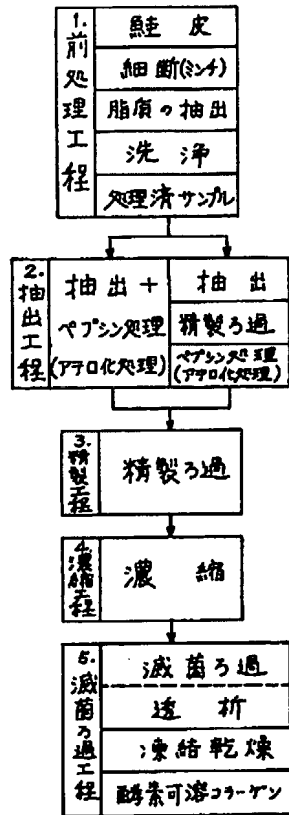 1.前処理工程
鮭皮
細断(ミンチ)
脂質の抽出
洗浄
処理済サンプル
2.抽出工程
抽出+
ペプシン処理
(アテロ化処理)
抽出
精製ろ過
ペプシン処理
(アテロ化処理)
3.精製工程
精製ろ過
4.濃縮工程
濃縮
5.滅菌ろ過工程
滅菌ろ過
透析
凍結乾燥
酵素可溶コラーゲン